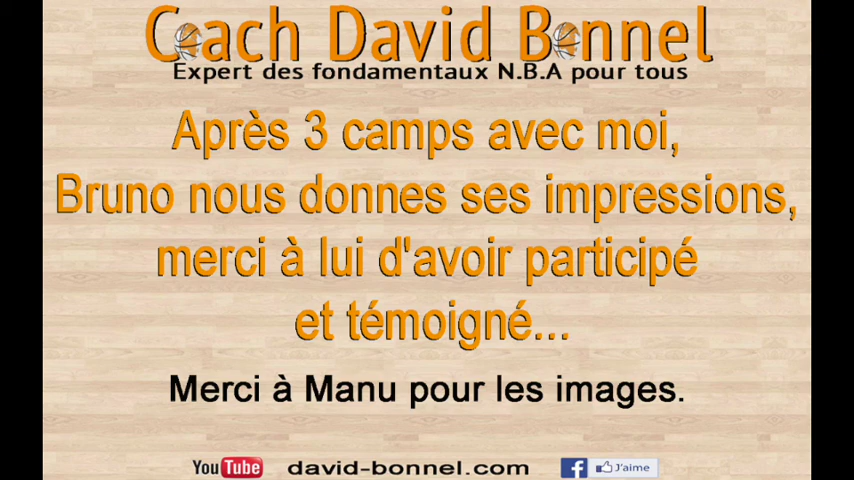 Coach David Bonnel
Expert des fondamentaux N.B.A pour tous
Après 3 camps avec moi,
Bruno nous donnes ses impressions,
merci à lui d'avoir participé
et témoigné...
Merci à Manu pour les images.
YouTube david-bonnel.com f J'aime